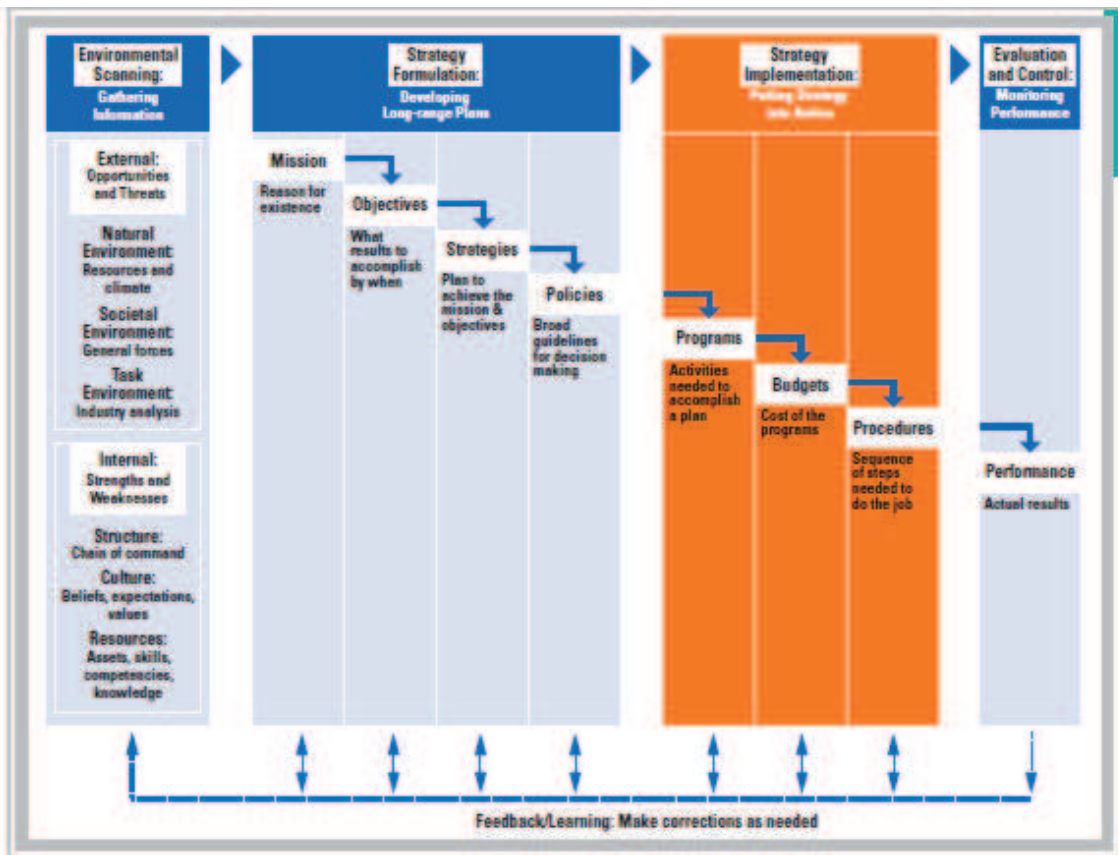 Environmental
Scanning:
Gathering
Information
Strategy
Formulation:
Developing
Long-range Plans
Strategy
Implementation:
Putting Strategy
into Action
Evaluation
and Control:
Monitoring
Performance
External:
Opportunities
and Threats
Natural
Environment:
Resources and
climate
Societal
Environment:
General forces
Task
Environment:
Industry analysis
Internal:
Strengths and
Weaknesses
Structure:
Chain of command
Culture:
Beliefs, expectations,
values
Resources:
Assets, skills,
competencies,
knowledge
Mission
Reason for
existence
Objectives
What
results to
accomplish
by when
Strategies
Plan to
achieve the
mission &
objectives
Policies
Broad
guidelines
for decision
making
Programs
Activities
needed to
accomplish
a plan
Budgets
Cost of the
programs
Procedures
Sequence
of steps
needed to
do the job
Performance
Actual results
Feedback/Learning: Make corrections as needed